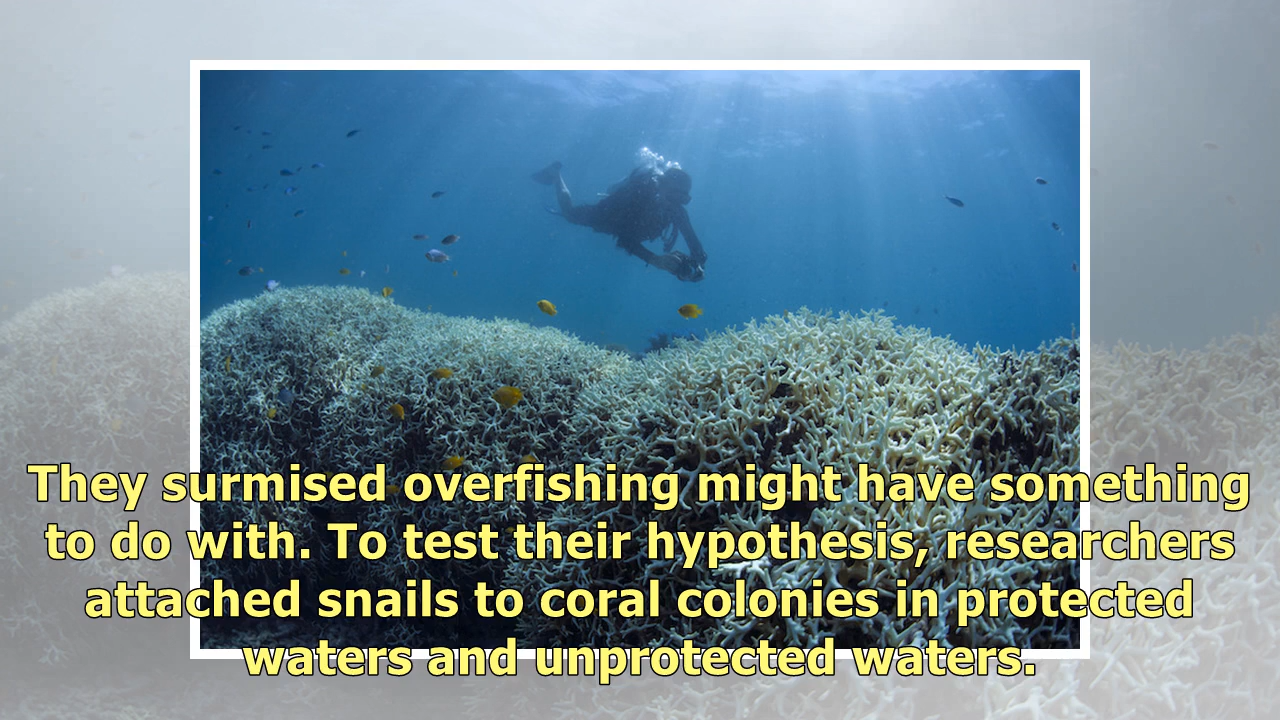 They surmised overfishing might have something
to do with. To test their hypothesis, researchers
attached snails to coral colonies in protected
waters and unprotected waters.